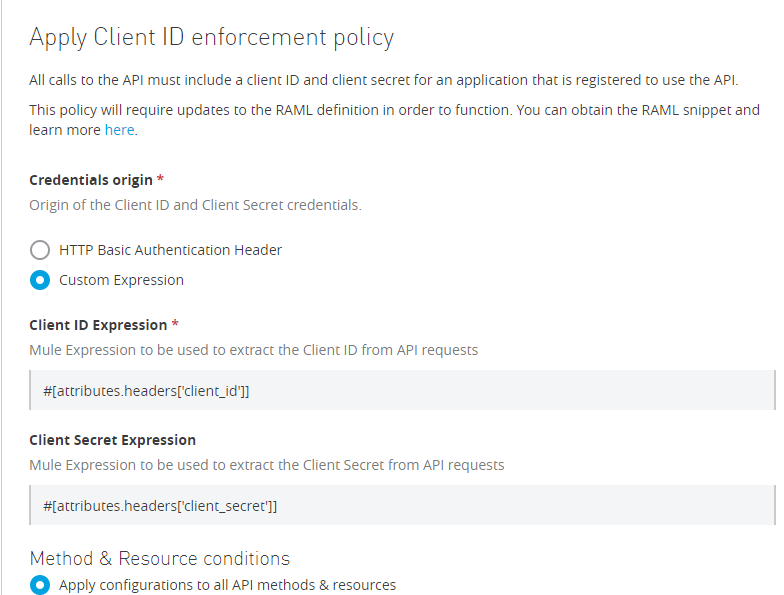 Apply Client ID enforcement policy
All calls to the API must include a client ID and client secret for an application that is registered to use the API.
This policy will require updates to the RAML definition in order to function. You can obtain the RAML snippet and
learn more here.
Credentials origin *
Origin of the Client ID and Client Secret credentials.
HTTP Basic Authentication Header
Custom Expression
Client ID Expression *
Mule Expression to be used to extract the Client ID from API requests
#[attributes.headers['client_id']]
Client Secret Expression
Mule Expression to be used to extract the Client Secret from API requests
#[attributes.headers['client_secret']]
Method & Resource conditions
Apply configurations to all API methods & resources